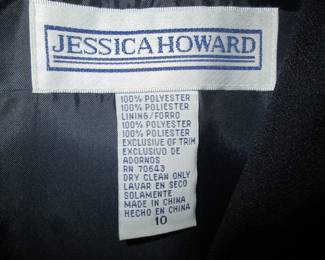 JESSICA HOWARD
100% POLYESTER
100% POLIESTER
LINING/FORRO
100% POLYESTER
100% POLIESTER
EXCLUSIVE OF TRIM
EXCLUSIVO DE
ADORNOS
RN 70643
DRY CLEAN ONLY
LAVAR EN SECO
SOLAMENTE
MADE IN CHINA
HECHO EN CHINA
10